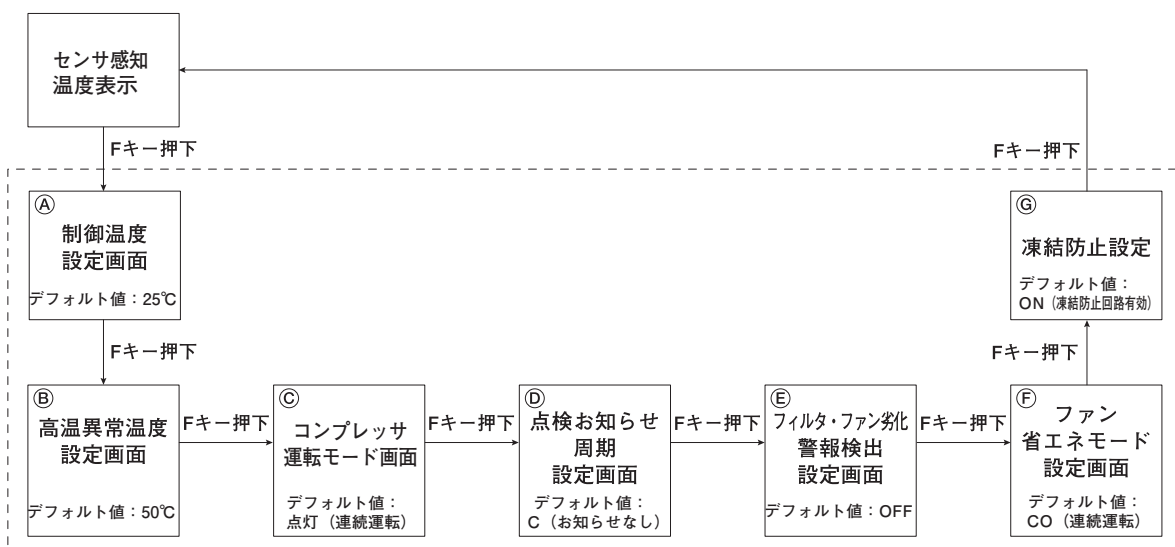 センサ感知
温度表示
Fキー押下
Fキー押下
Ⓐ
制御温度
設定画面
デフォルト値：25℃
Ⓖ
凍結防止設定
デフォルト値：
ON（凍結防止回路有効）
Fキー押下
Fキー押下
Ⓑ
高温異常温度
設定画面
デフォルト値：50℃
Fキー押下
Ⓒ
コンプレッサ
運転モード画面
デフォルト値：
点灯（連続運転）
Fキー押下
Ⓓ
点検お知らせ
周期
設定画面
デフォルト値：
C（お知らせなし）
Fキー押下
Ⓔ
フィルタ・ファン劣化
警報検出
設定画面
デフォルト値：OFF
Fキー押下
Ⓕ
ファン
省エネモード
設定画面
デフォルト値：
CO（連続運転）